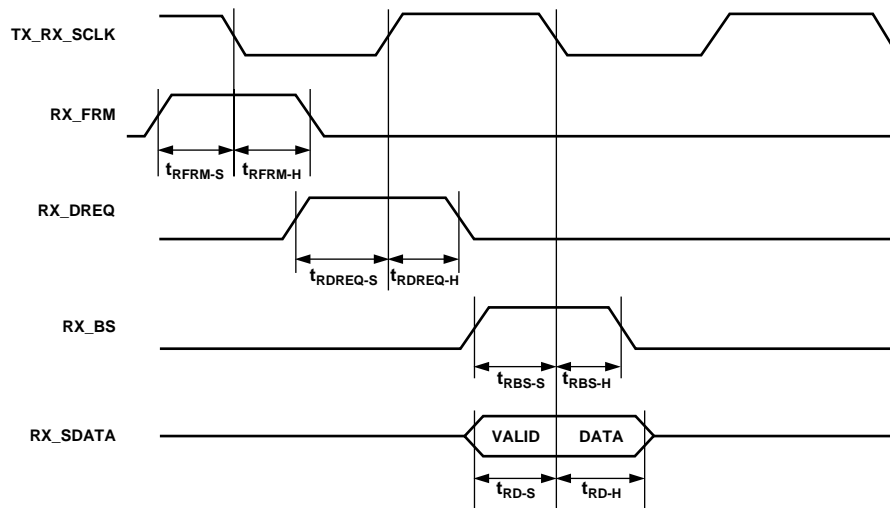 TX_RX_SCLK
RX_FRM
tRFRM-S
tRFRM-H
RX_DREQ
tRDREQ-S
tRDREQ-H
RX_BS
tRBS-S
tRBS-H
RX_SDATA
VALID
DATA
tRD-S
tRD-H